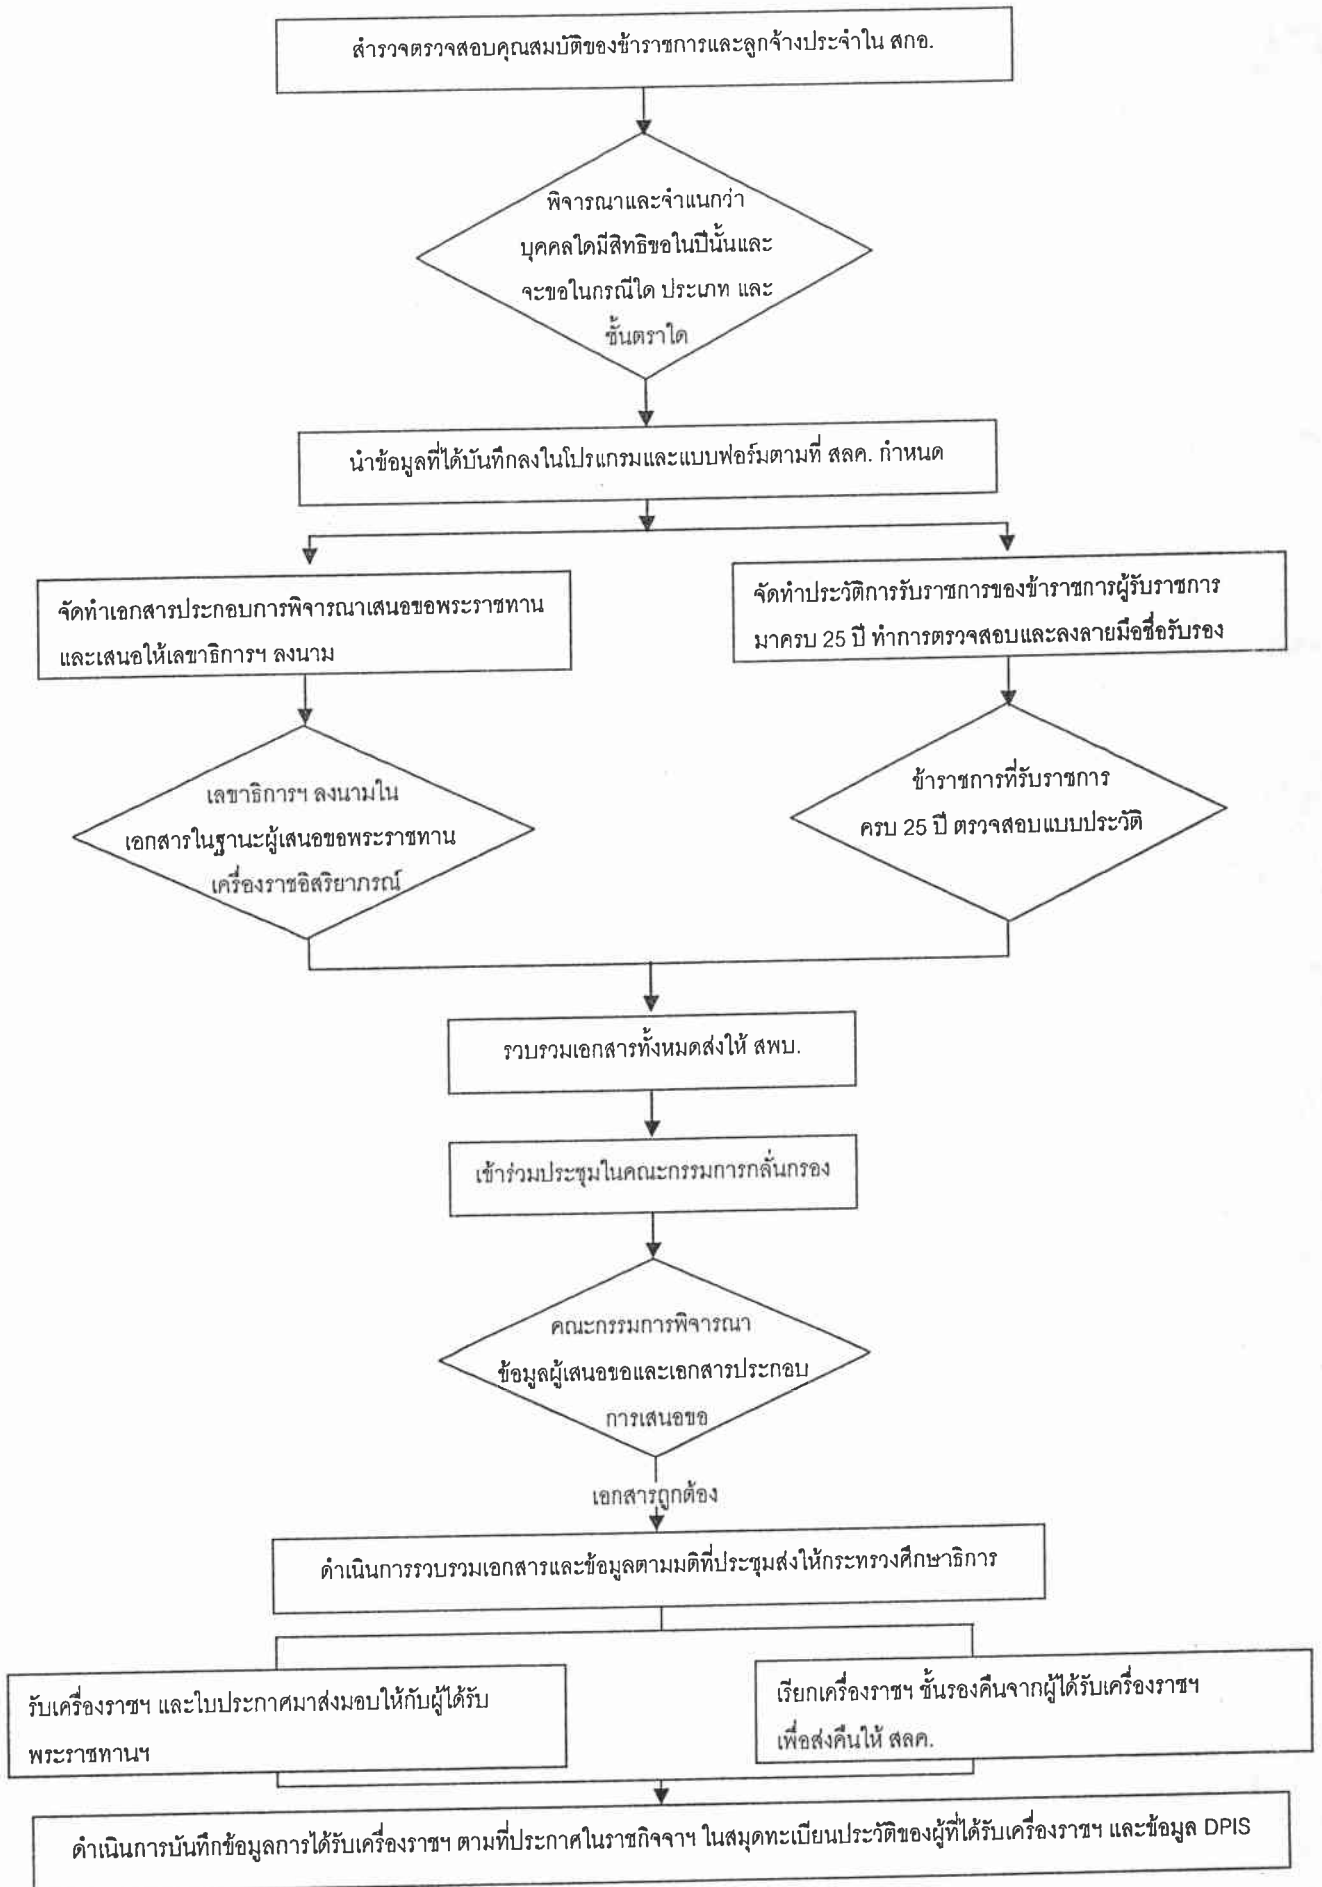 สำรวจตรวจสอบคุณสมบัติของข้าราชการและลูกจ้างประจำใน สกอ.
พิจารณาและจำแนกว่า
บุคคลใดมีสิทธิขอในปีนั้นและ
จะขอในกรณีใด ประเภท และ
ชั้นตราใด
นำข้อมูลที่ได้บันทึกลงในโปรแกรมและแบบฟอร์มตามที่ สลค. กำหนด
จัดทำเอกสารประกอบการพิจารณาเสนอขอพระราชทาน
และเสนอให้เลขาธิการฯ ลงนาม
จัดทำประวัติการรับราชการของข้าราชการผู้รับราชการ
มาครบ 25 ปี ทำการตรวจสอบและลงลายมือชื่อรับรอง
เลขาธิการฯ ลงนามใน
เอกสารในฐานะผู้เสนอขอพระราชทาน
เครื่องราชอิสริยาภรณ์
ข้าราชการที่รับราชการ
ครบ 25 ปี ตรวจสอบแบบประวัติ
รวบรวมเอกสารทั้งหมดส่งให้ สพบ.
เข้าร่วมประชุมในคณะกรรมการกลั่นกรอง
คณะกรรมการพิจารณา
ข้อมูลผู้เสนอขอและเอกสารประกอบ
การเสนอขอ
เอกสารถูกต้อง
ดำเนินการรวบรวมเอกสารและข้อมูลตามมติที่ประชุมส่งให้กระทรวงศึกษาธิการ
รับเครื่องราชฯ และใบประกาศมาส่งมอบให้กับผู้ได้รับ
พระราชทานฯ
เรียกเครื่องราชฯ ชั้นรองคืนจากผู้ได้รับเครื่องราชฯ
เพื่อส่งคืนให้ สลค.
ดำเนินการบันทึกข้อมูลการได้รับเครื่องราชฯ ตามที่ประกาศในราชกิจจาฯ ในสมุดทะเบียนประวัติของผู้ที่ได้รับเครื่องราชฯ และข้อมูล DPIS